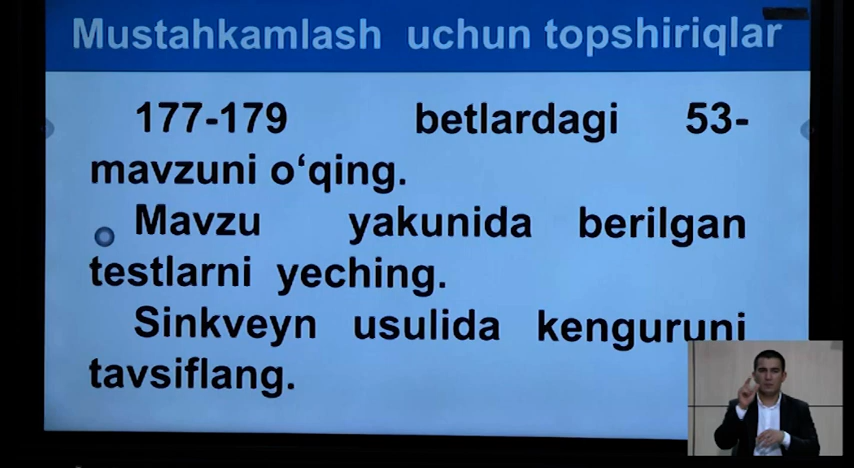 Mustahkamlash uchun topshiriqlar
177-179 betlardagi 53-
mavzuni o‘qing.
Mavzu yakunida berilgan
testlarni yeching.
Sinkveyn usulida kenguruni
tavsiflang.